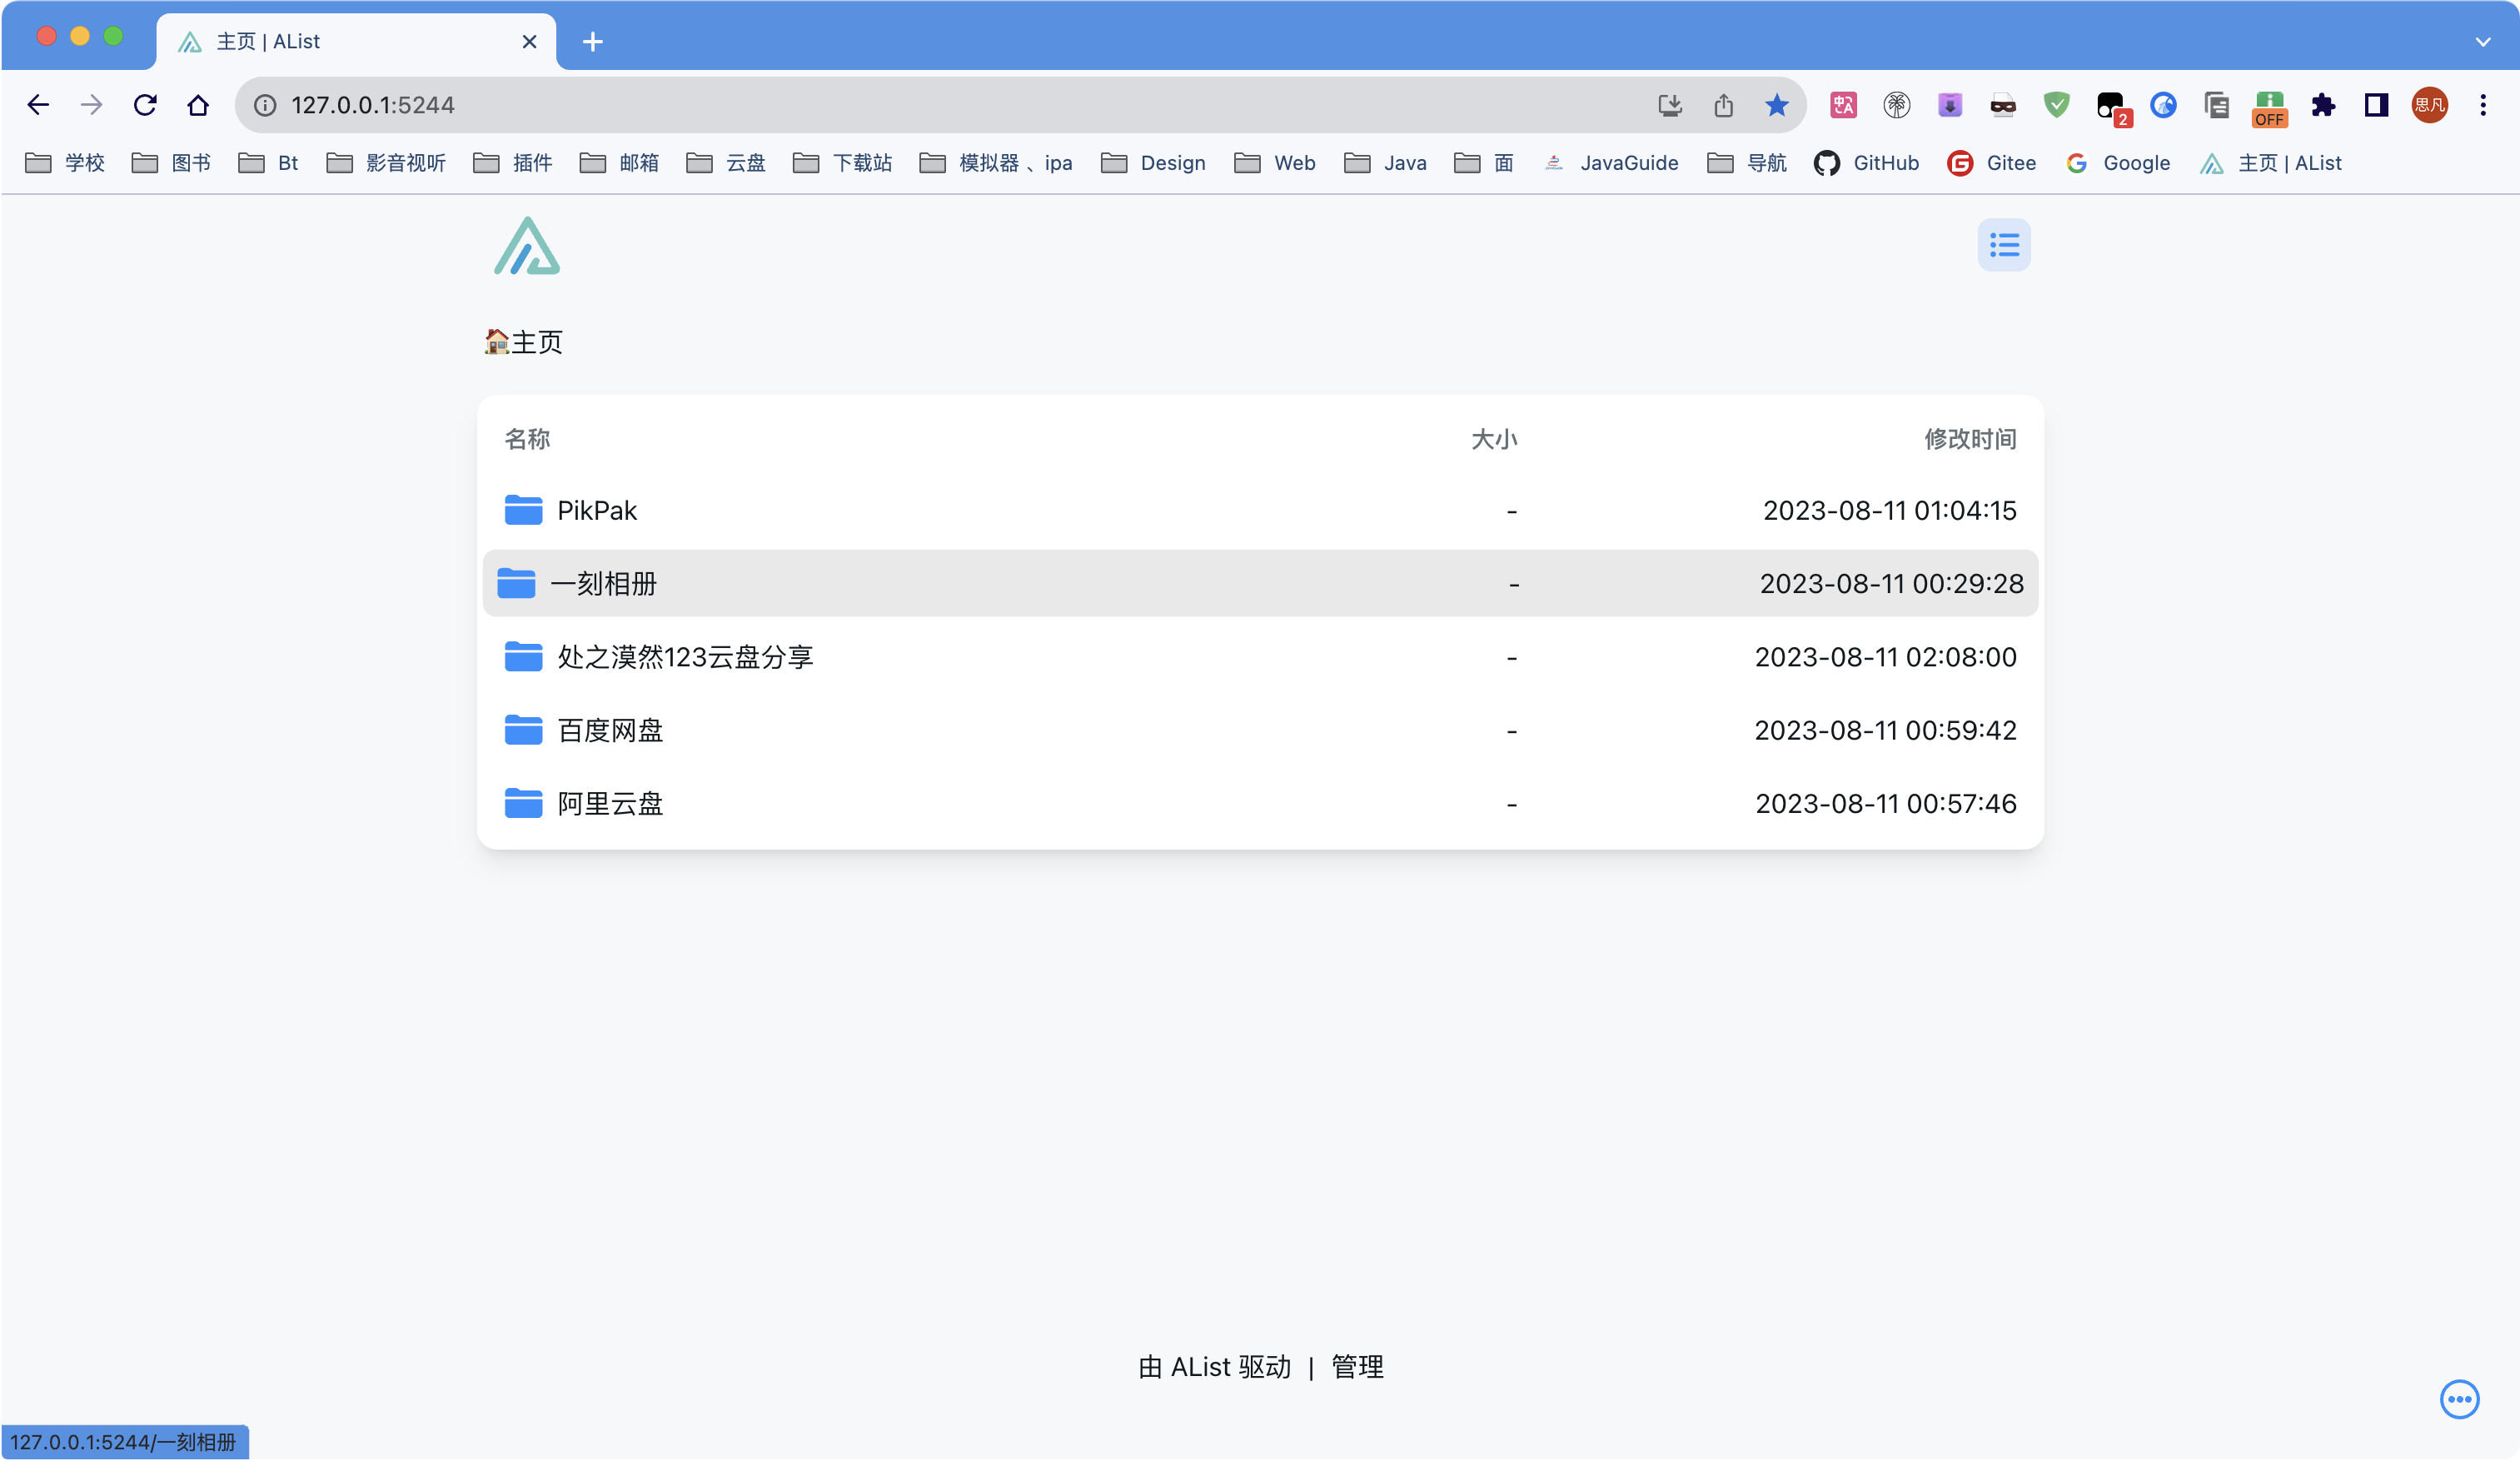 主页 | AList
127.0.0.1:5244
中 A
2
OFF
思凡
学校 图书 Bt 影音视听 插件 邮箱 云盘 下载站 模拟器 、ipa Design Web Java 面 JavaGuide 导航 GitHub Gitee Google 主页 | AList
🏠主页
名称 大小 修改时间
PikPak - 2023-08-11 01:04:15
一刻相册 - 2023-08-11 00:29:28
处之漠然123云盘分享 - 2023-08-11 02:08:00
百度网盘 - 2023-08-11 00:59:42
阿里云盘 - 2023-08-11 00:57:46
由 AList 驱动 | 管理
127.0.0.1:5244/一刻相册